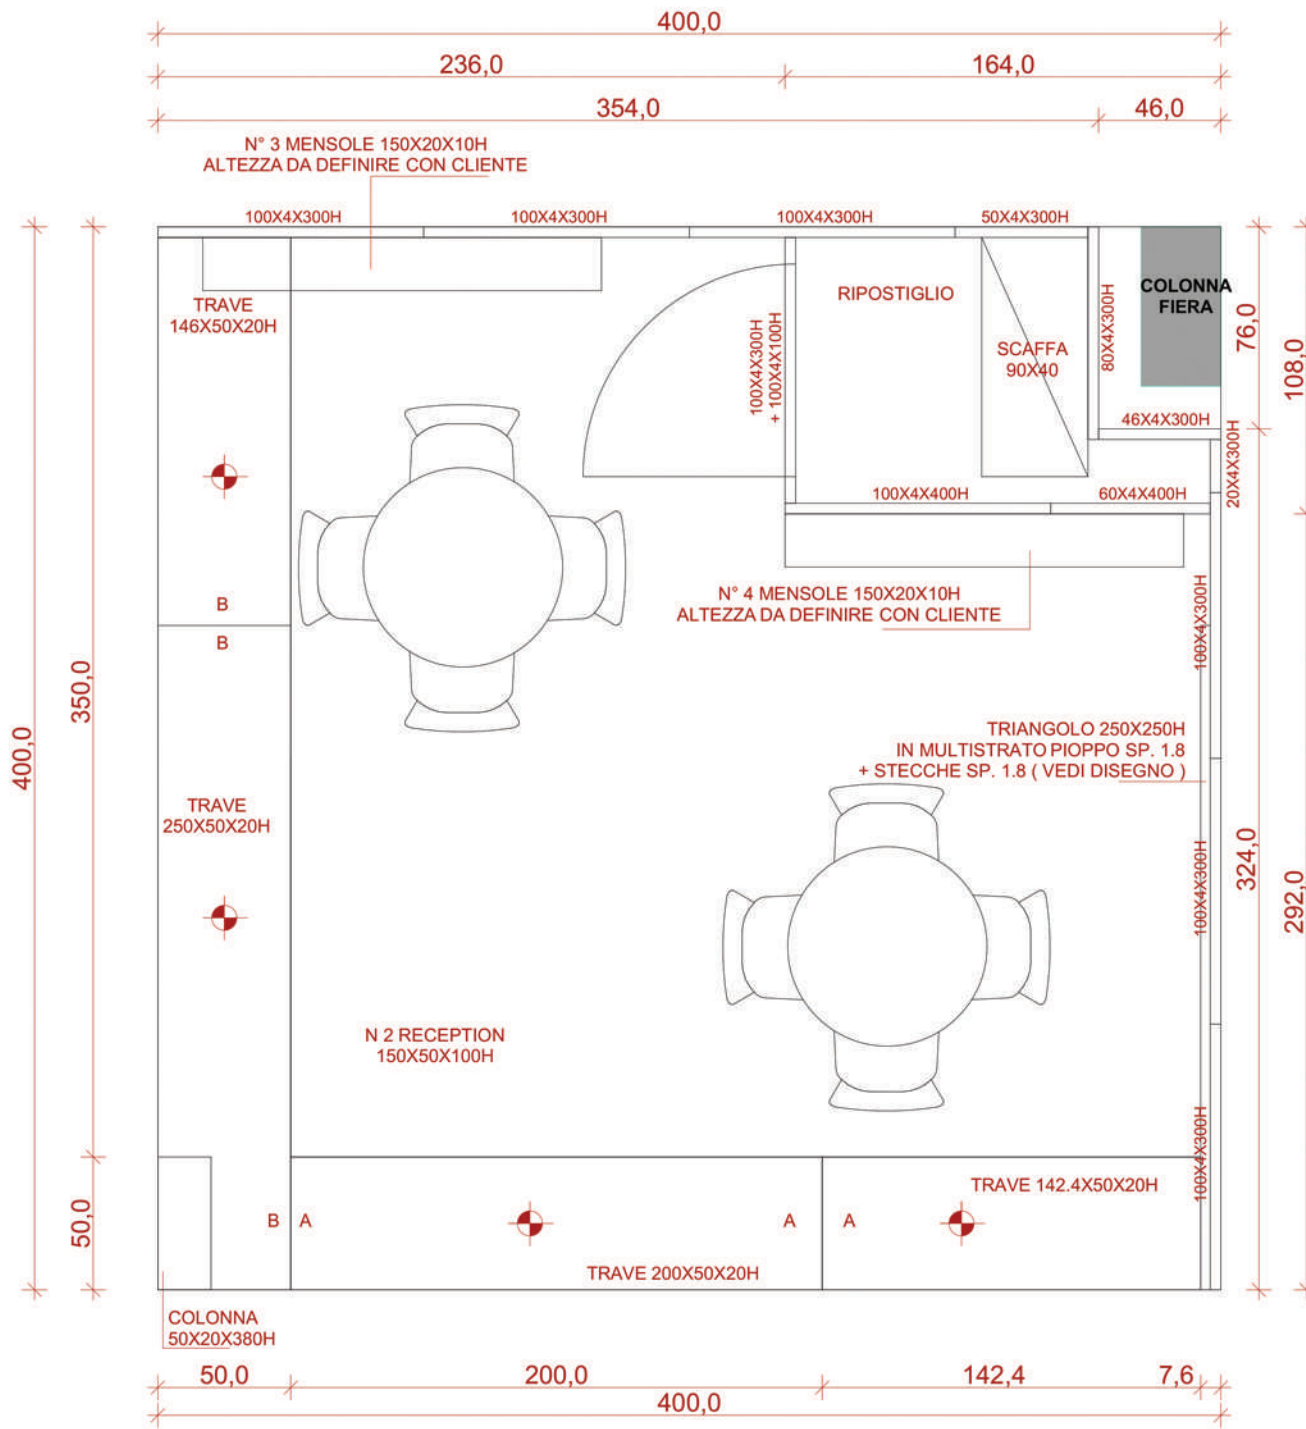 400,0
236,0
164,0
354,0
46,0
N° 3 MENSOLE 150X20X10H
ALTEZZA DA DEFINIRE CON CLIENTE
100X4X300H
100X4X300H
100X4X300H
50X4X300H
TRAVE
146X50X20H
RIPOSTIGLIO
COLONNA
FIERA
SCAFFA
90X40
100X4X300H
+ 100X4X100H
80X4X300H
76,0
108,0
46X4X300H
20X4X300H
100X4X400H
60X4X400H
N° 4 MENSOLE 150X20X10H
ALTEZZA DA DEFINIRE CON CLIENTE
100X4X300H
B
B
350,0
400,0
TRIANGOLO 250X250H
IN MULTISTRATO PIOPPO SP. 1.8
+ STECCHE SP. 1.8 ( VEDI DISEGNO )
TRAVE
250X50X20H
100X4X300H
324,0
292,0
N 2 RECEPTION
150X50X100H
100X4X300H
TRAVE 142.4X50X20H
50,0
B
A
A
A
TRAVE 200X50X20H
COLONNA
50X20X380H
50,0
200,0
142,4
7,6
400,0